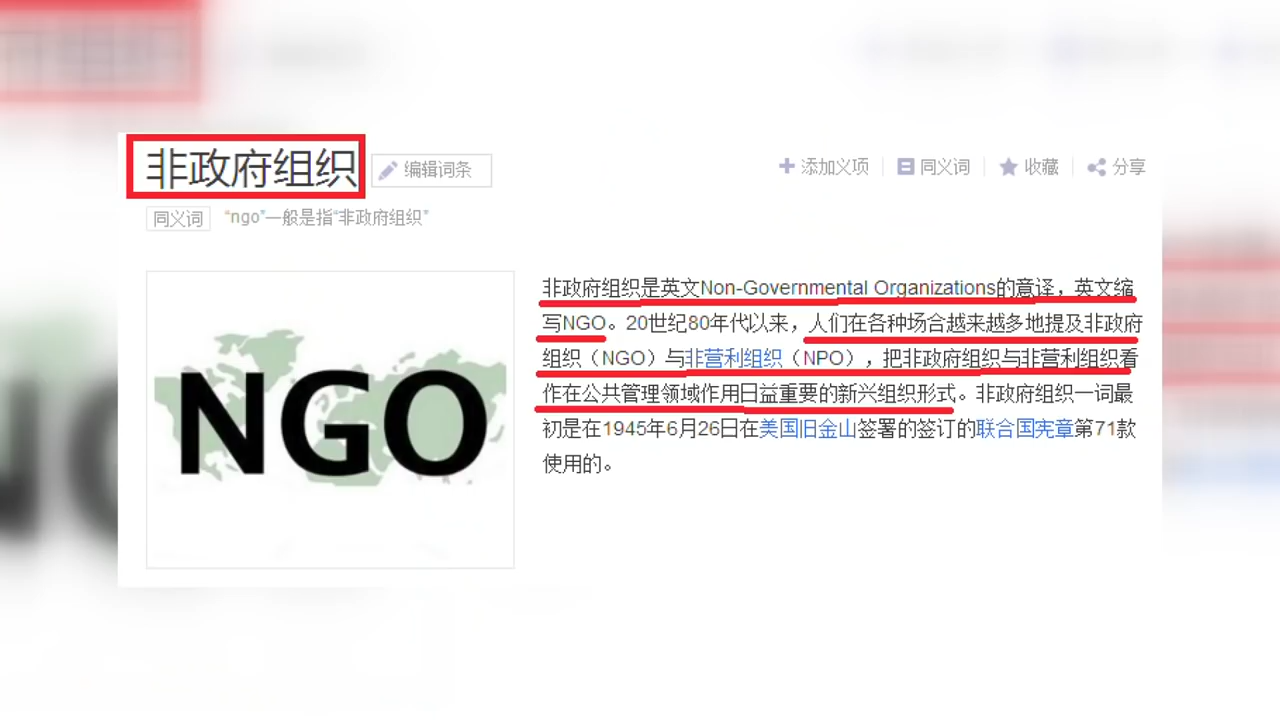 非政府组织
编辑词条
添加义项
同义词
收藏
分享
同义词
“ngo”一般是指“非政府组织”
NGO
非政府组织是英文Non-Governmental Organizations的意译，英文缩
写NGO。20世纪80年代以来，人们在各种场合越来越多地提及非政府
组织（NGO）与非营利组织（NPO），把非政府组织与非营利组织看
作在公共管理领域作用日益重要的新兴组织形式。非政府组织一词最
初是在1945年6月26日在美国旧金山签署的签订的联合国宪章第71款
使用的。